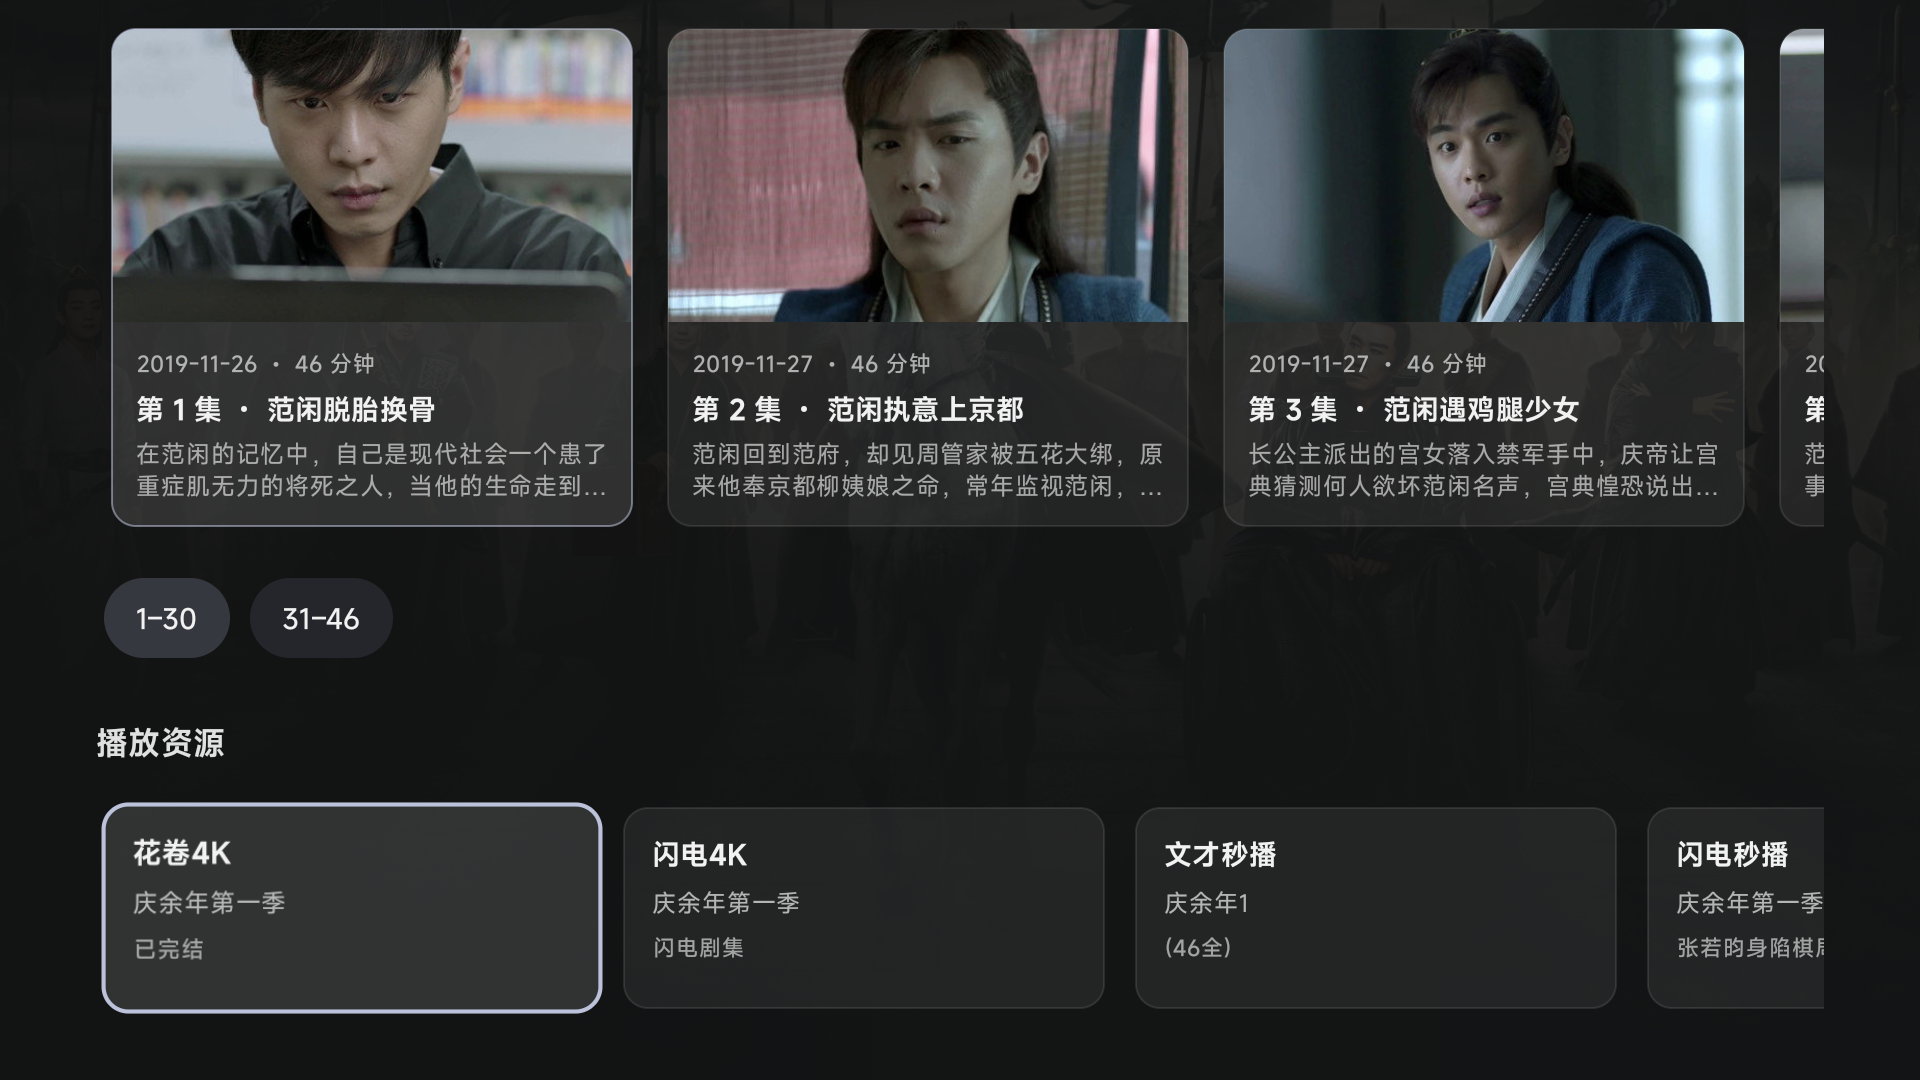 2019-11-26 • 46 分钟
第 1 集 • 范闲脱胎换骨
在范闲的记忆中，自己是现代社会一个患了
重症肌无力的将死之人，当他的生命走到...
2019-11-27 • 46 分钟
第 2 集 • 范闲执意上京都
范闲回到范府，却见周管家被五花大绑，原
来他奉京都柳姨娘之命，常年监视范闲，...
2019-11-27 • 46 分钟
第 3 集 • 范闲遇鸡腿少女
长公主派出的宫女落入禁军手中，庆帝让宫
典猜测何人欲坏范闲名声，宫典惶恐说出...
20
第
范
事
1-30
31-46
播放资源
花卷4K
庆余年第一季
已完结
闪电4K
庆余年第一季
闪电剧集
文才秒播
庆余年1
(46全)
闪电秒播
庆余年第一季
张若昀身陷棋